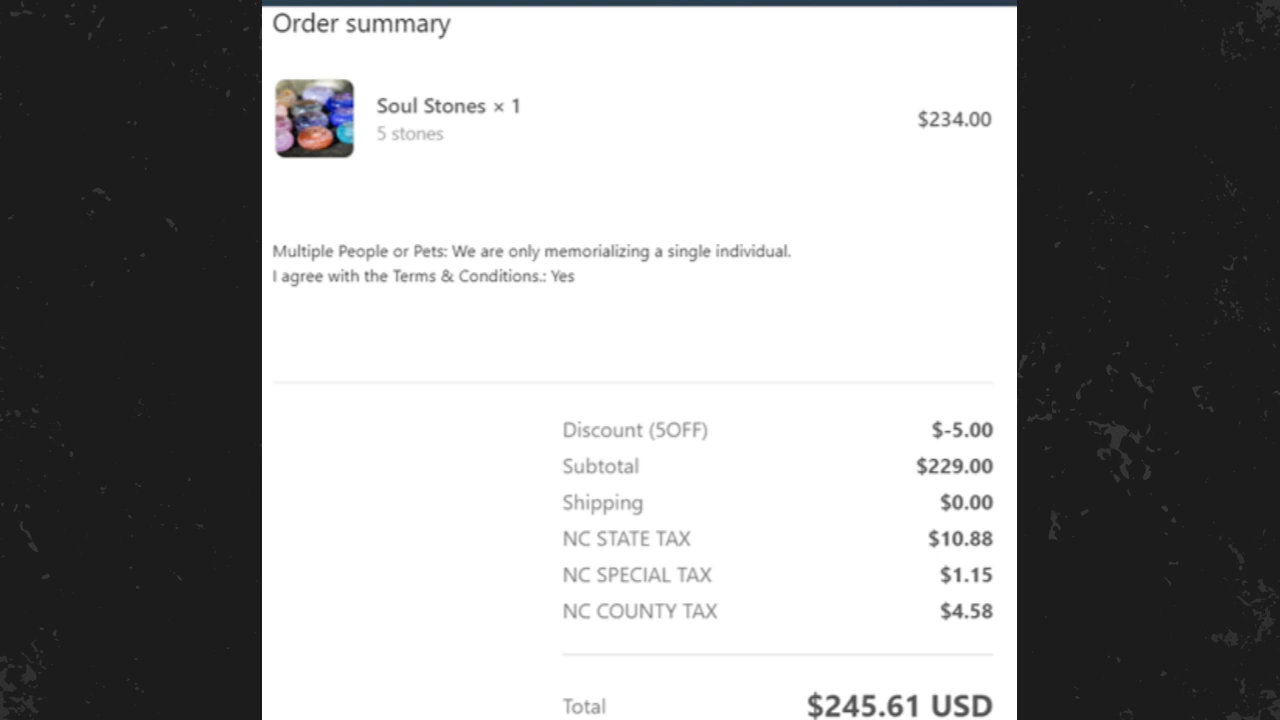 Order summary
Soul Stones × 1
5 stones
$234.00
Multiple People or Pets: We are only memorializing a single individual.
I agree with the Terms & Conditions.: Yes
Discount (5OFF) $-5.00
Subtotal $229.00
Shipping $0.00
NC STATE TAX $10.88
NC SPECIAL TAX $1.15
NC COUNTY TAX $4.58
Total $245.61 USD